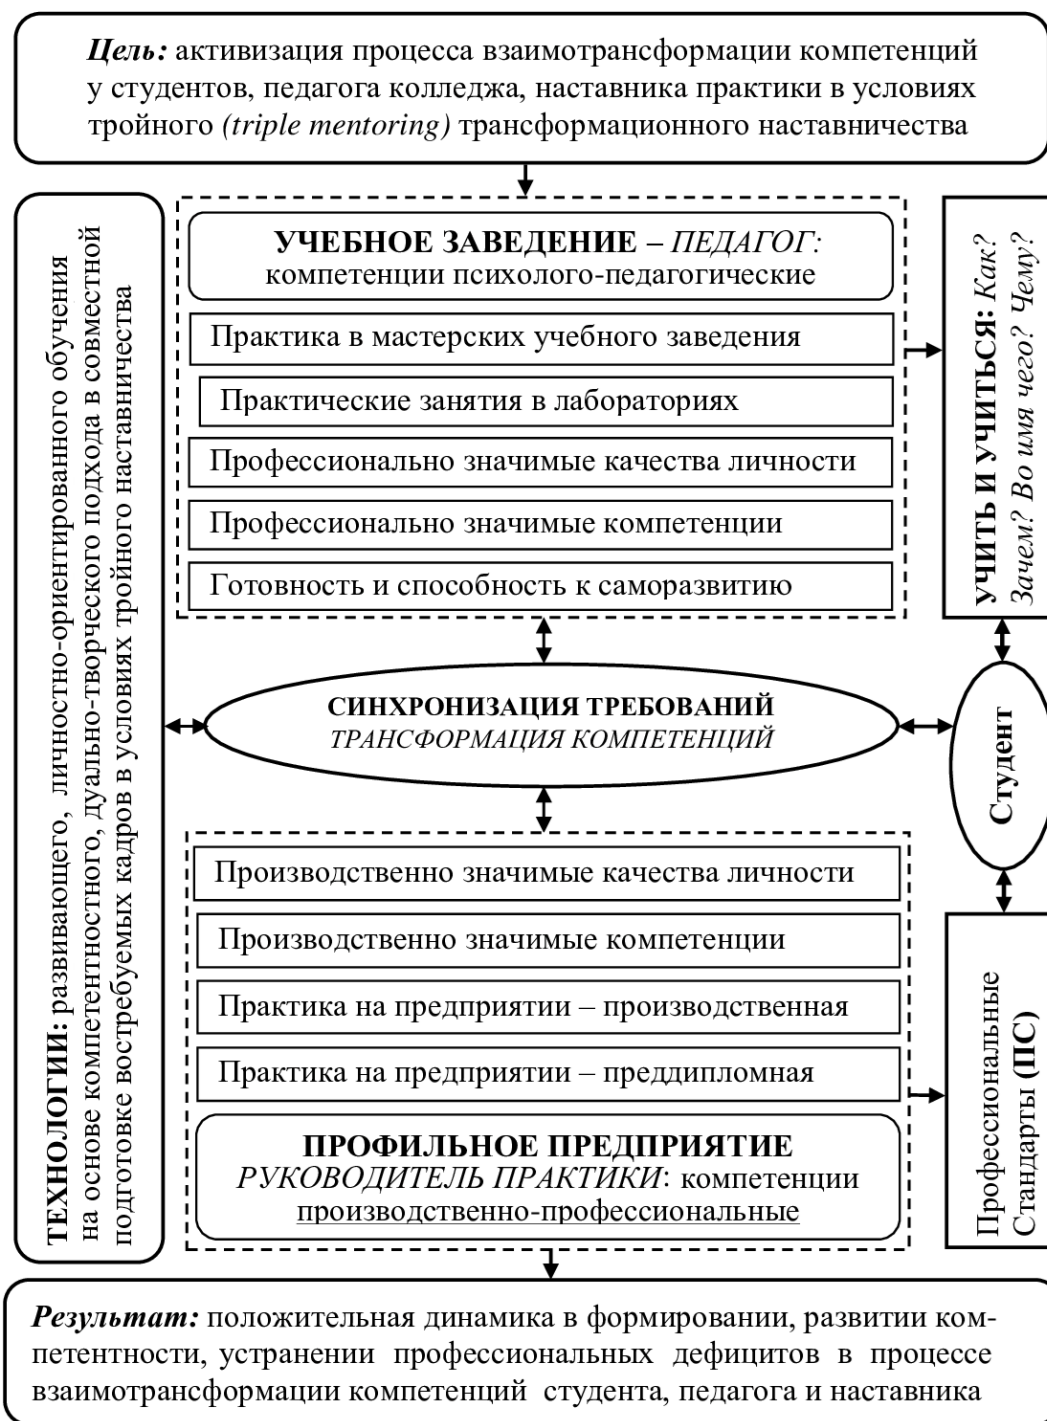 Цель: активизация процесса взаимотрансформации компетенций
у студентов, педагога колледжа, наставника практики в условиях
тройного (triple mentoring) трансформационного наставничества
ТЕХНОЛОГИИ: развивающего, личностно-ориентированного обучения
на основе компетентностного, дуально-творческого подхода в совместной
подготовке востребуемых кадров в условиях тройного наставничества
УЧЕБНОЕ ЗАВЕДЕНИЕ – ПЕДАГОГ:
компетенции психолого-педагогические
Практика в мастерских учебного заведения
Практические занятия в лабораториях
Профессионально значимые качества личности
Профессионально значимые компетенции
Готовность и способность к саморазвитию
УЧИТЬ И УЧИТЬСЯ: Как?
Зачем? Во имя чего? Чему?
СИНХРОНИЗАЦИЯ ТРЕБОВАНИЙ
ТРАНСФОРМАЦИЯ КОМПЕТЕНЦИЙ
Студент
Производственно значимые качества личности
Производственно значимые компетенции
Практика на предприятии – производственная
Практика на предприятии – преддипломная
ПРОФИЛЬНОЕ ПРЕДПРИЯТИЕ
РУКОВОДИТЕЛЬ ПРАКТИКИ: компетенции
производственно-профессиональные
Профессиональные
Стандарты (ПС)
Результат: положительная динамика в формировании, развитии ком-
петентности, устранении профессиональных дефицитов в процессе
взаимотрансформации компетенций студента, педагога и наставника